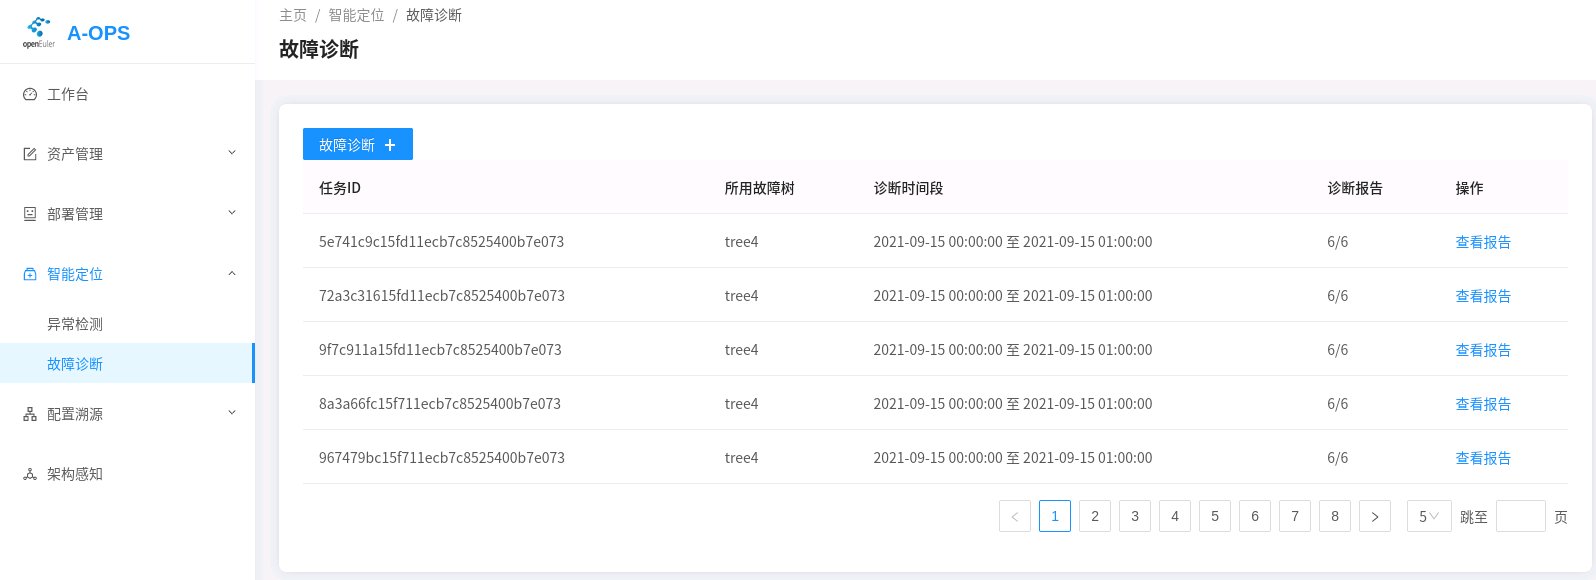 openEuler
A-OPS
工作台
资产管理
部署管理
智能定位
异常检测
故障诊断
配置溯源
架构感知
主页 / 智能定位 / 故障诊断
故障诊断
故障诊断 +
任务ID 所用故障树 诊断时间段 诊断报告 操作
5e741c9c15fd11ecb7c8525400b7e073 tree4 2021-09-15 00:00:00 至 2021-09-15 01:00:00 6/6 查看报告
72a3c31615fd11ecb7c8525400b7e073 tree4 2021-09-15 00:00:00 至 2021-09-15 01:00:00 6/6 查看报告
9f7c911a15fd11ecb7c8525400b7e073 tree4 2021-09-15 00:00:00 至 2021-09-15 01:00:00 6/6 查看报告
8a3a66fc15f711ecb7c8525400b7e073 tree4 2021-09-15 00:00:00 至 2021-09-15 01:00:00 6/6 查看报告
967479bc15f711ecb7c8525400b7e073 tree4 2021-09-15 00:00:00 至 2021-09-15 01:00:00 6/6 查看报告
< 1 2 3 4 5 6 7 8 > 5 跳至 页